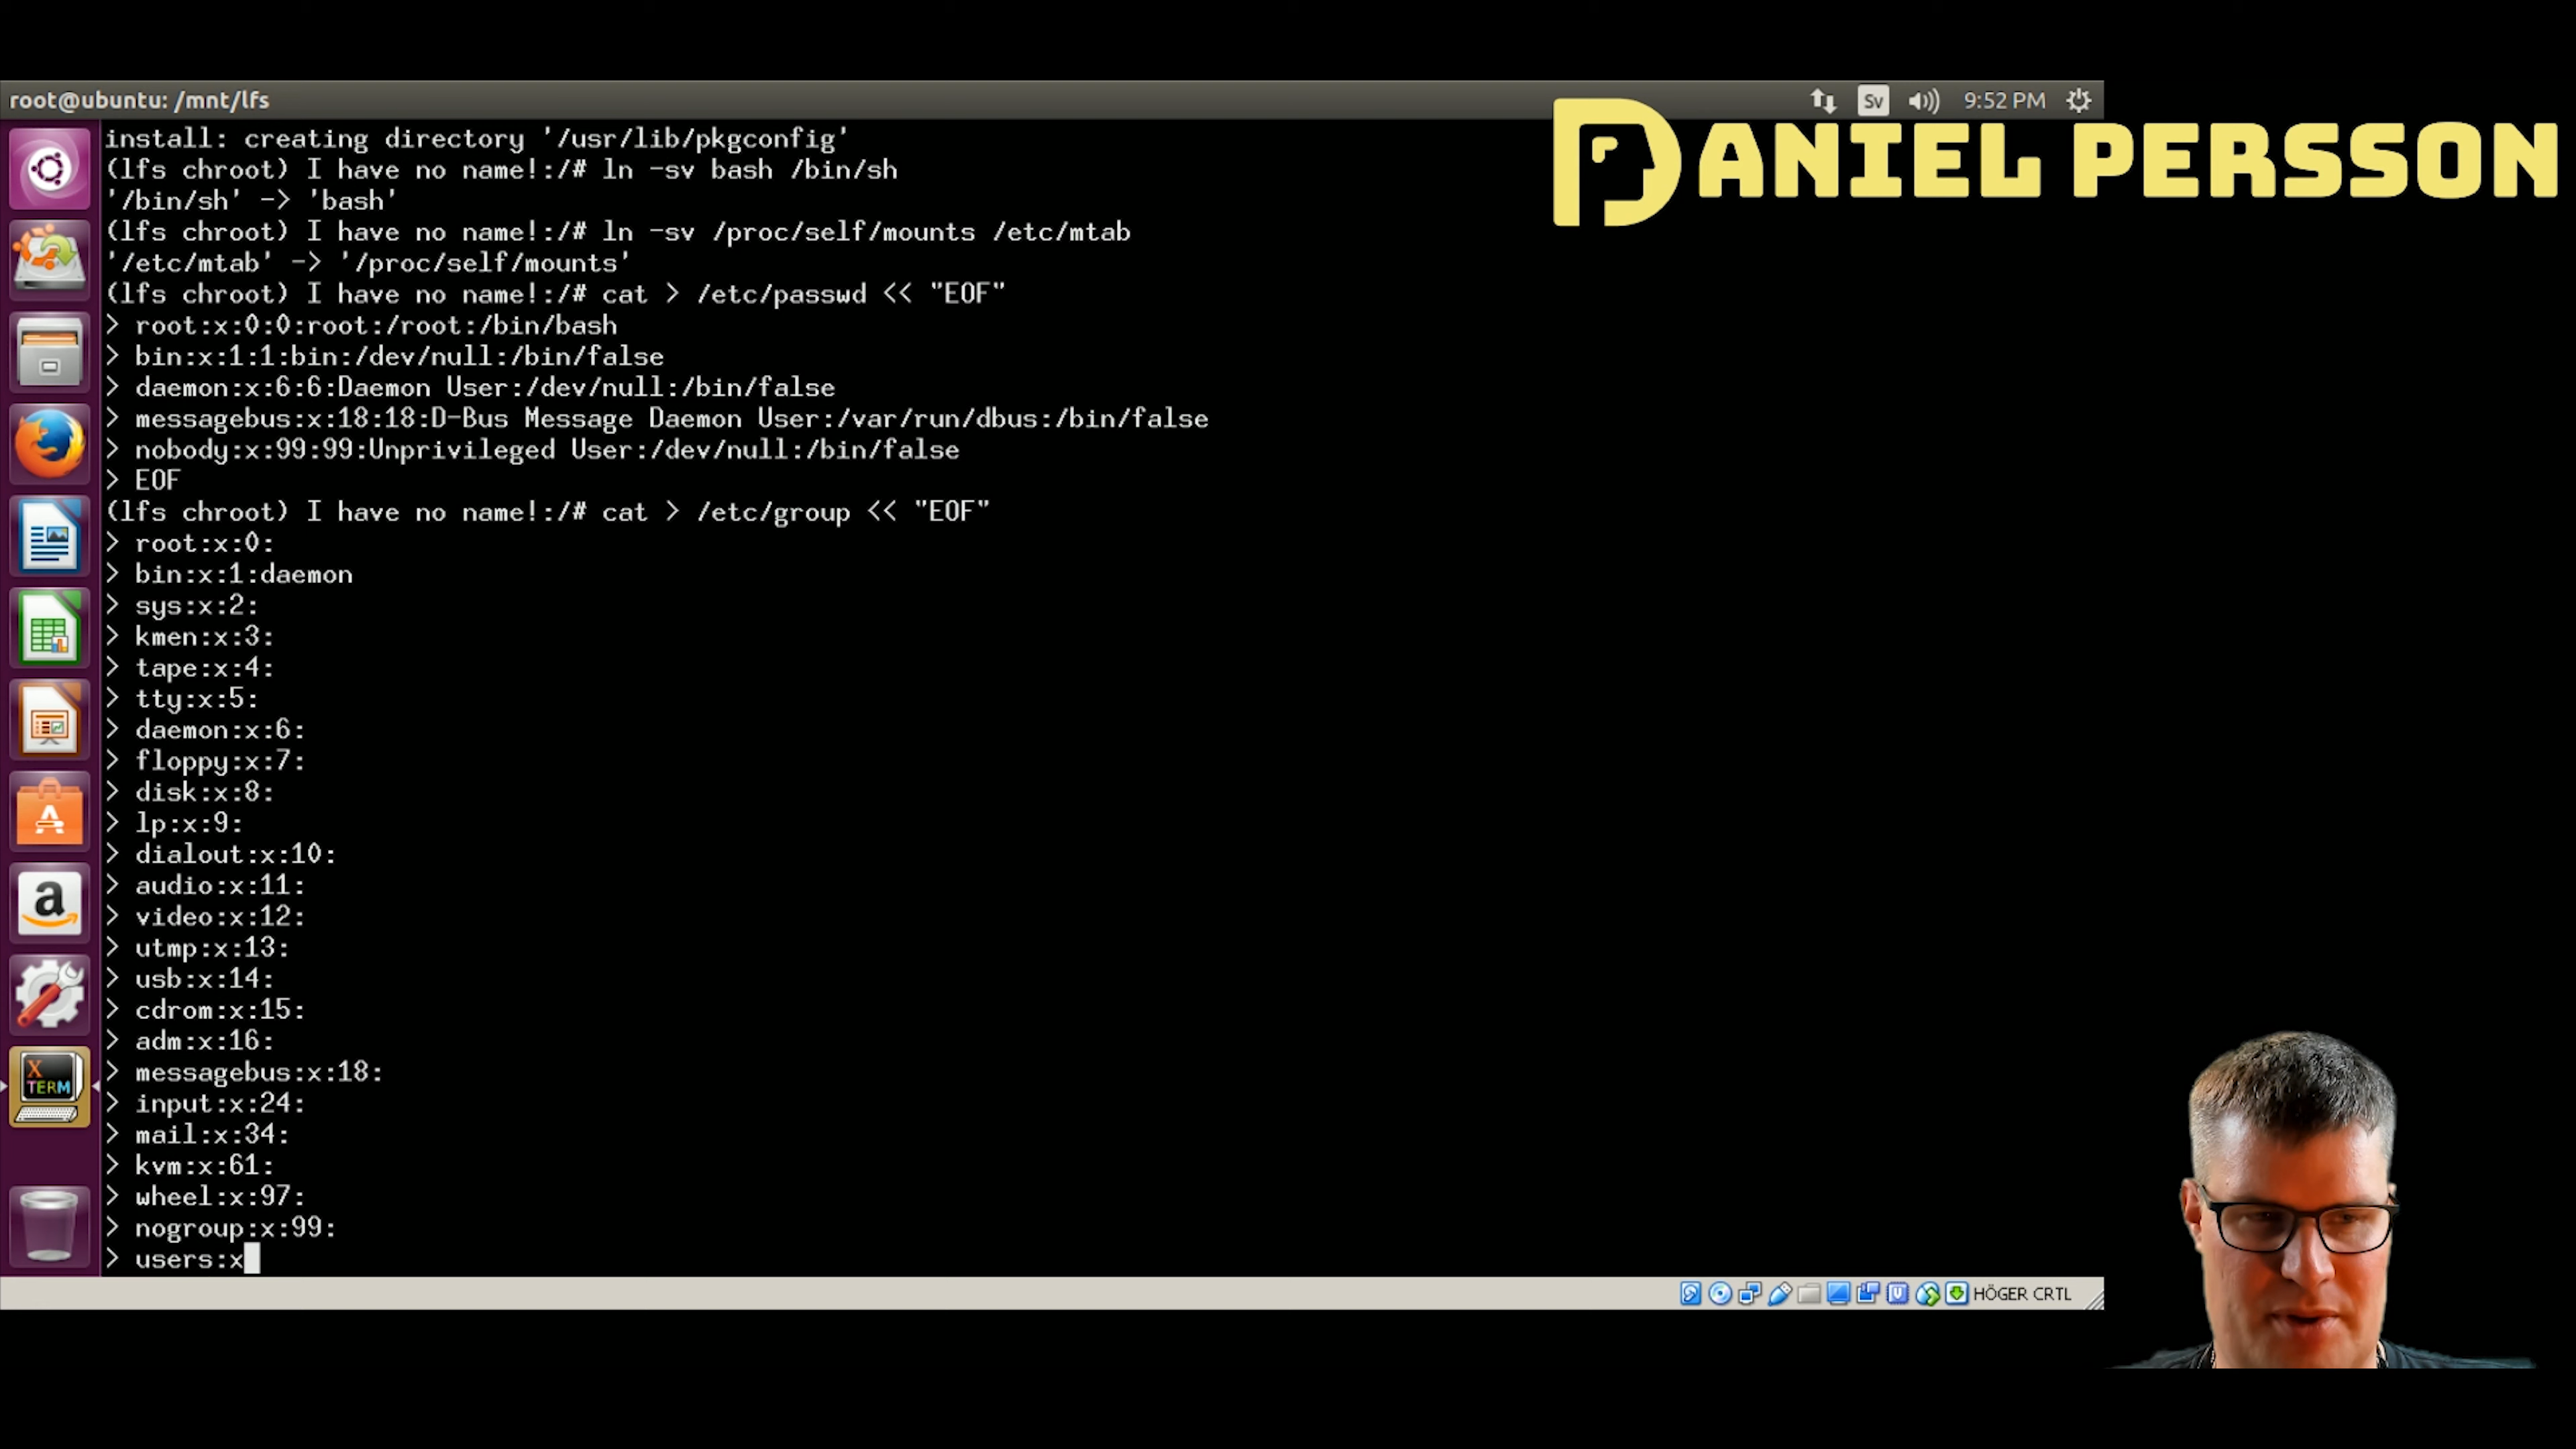 root@ubuntu: /mnt/lfs
Sv
9:52 PM
DANIEL PERSSON
install: creating directory '/usr/lib/pkgconfig'
(lfs chroot) I have no name!:/# ln -sv bash /bin/sh
'/bin/sh' -> 'bash'
(lfs chroot) I have no name!:/# ln -sv /proc/self/mounts /etc/mtab
'/etc/mtab' -> '/proc/self/mounts'
(lfs chroot) I have no name!:/# cat > /etc/passwd << "EOF"
> root:x:0:0:root:/root:/bin/bash
> bin:x:1:1:bin:/dev/null:/bin/false
> daemon:x:6:6:Daemon User:/dev/null:/bin/false
> messagebus:x:18:18:D-Bus Message Daemon User:/var/run/dbus:/bin/false
> nobody:x:99:99:Unprivileged User:/dev/null:/bin/false
> EOF
(lfs chroot) I have no name!:/# cat > /etc/group << "EOF"
> root:x:0:
> bin:x:1:daemon
> sys:x:2:
> kmen:x:3:
> tape:x:4:
> tty:x:5:
> daemon:x:6:
> floppy:x:7:
> disk:x:8:
> lp:x:9:
> dialout:x:10:
> audio:x:11:
> video:x:12:
> utmp:x:13:
> usb:x:14:
> cdrom:x:15:
> adm:x:16:
> messagebus:x:18:
> input:x:24:
> mail:x:34:
> kvm:x:61:
> wheel:x:97:
> nogroup:x:99:
> users:x
A
a
X
TERM
HÖGER CRTL